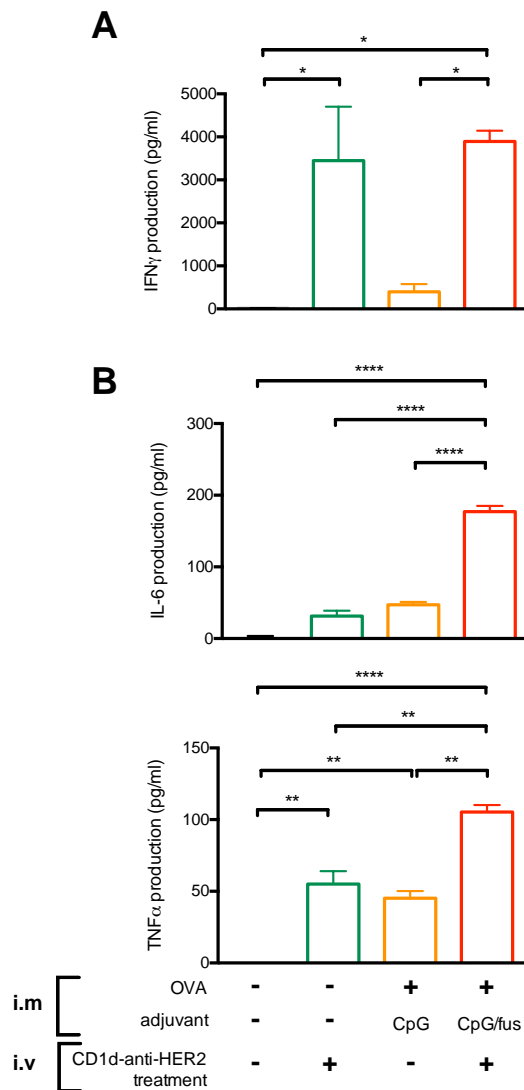 A
*
* *
5000
4000
3000
2000
1000
0
IFNγ production (pg/ml)
B
****
****
****
300
200
100
0
IL-6 production (pg/ml)
****
**
** **
**
150
100
50
0
TNFα production (pg/ml)
i.m
OVA - - + +
adjuvant - - CpG CpG/fus
i.v
CD1d-anti-HER2
treatment - + - +